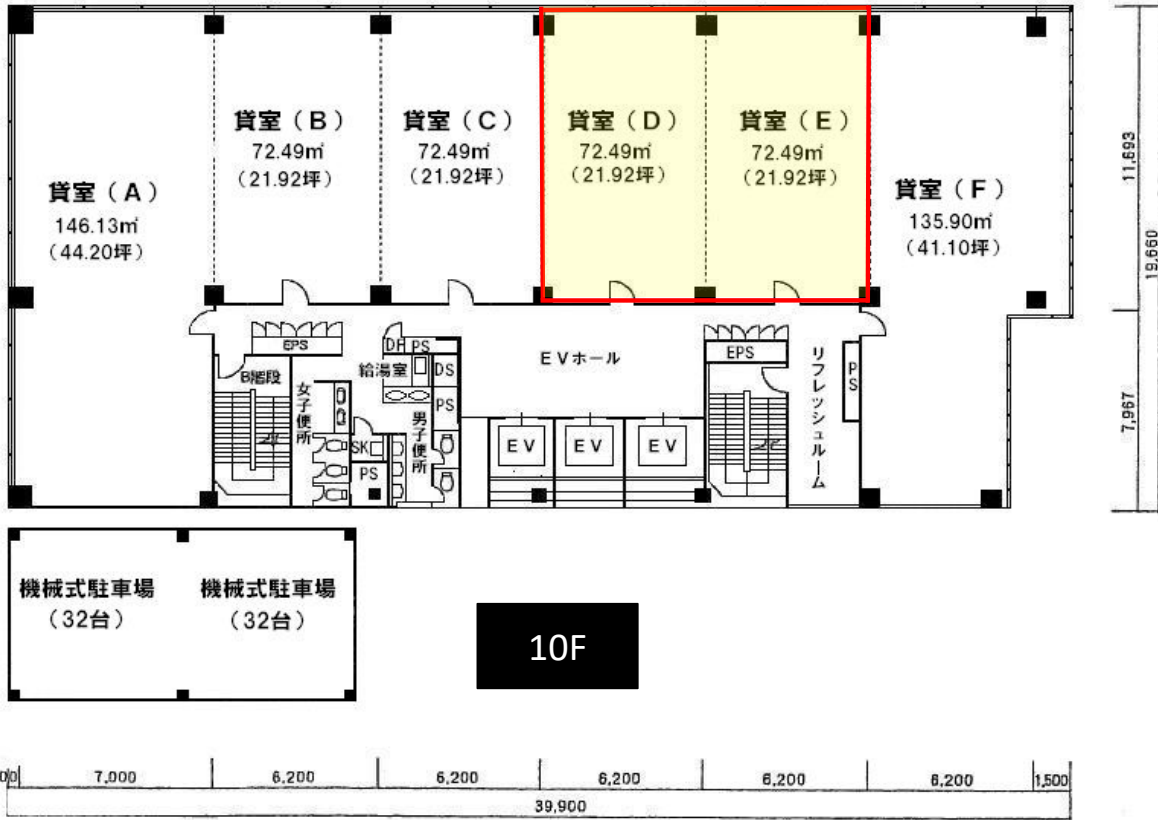 貸室（A）
146.13㎡
（44.20坪）
貸室（B）
72.49㎡
（21.92坪）
貸室（C）
72.49㎡
（21.92坪）
貸室（D）
72.49㎡
（21.92坪）
貸室（E）
72.49㎡
（21.92坪）
貸室（F）
135.90㎡
（41.10坪）
11,693
19,660
7,967
EPS
B階段
女子便所
DH
PS
給湯室
DS
PS
男子便所
SK
PS
EVホール
EV
EV
EV
EPS
リフレッシュルーム
PS
機械式駐車場
（32台）
機械式駐車場
（32台）
10F
7,000
6,200
6,200
6,200
6,200
6,200
1,500
39,900